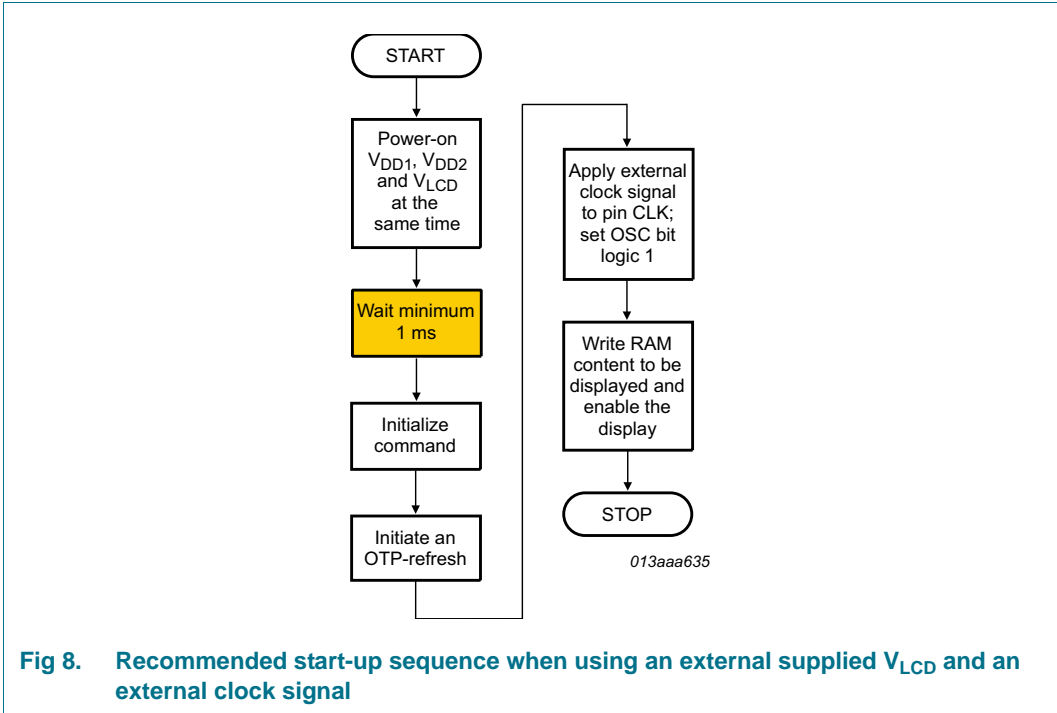 START
Power-on
VDD1, VDD2
and VLCD
at the
same time
Wait minimum
1 ms
Initialize
command
Initiate an
OTP-refresh
Apply external
clock signal
to pin CLK;
set OSC bit
logic 1
Write RAM
content to be
displayed and
enable the
display
STOP
013aaa635
Fig 8. Recommended start-up sequence when using an external supplied VLCD and an
external clock signal